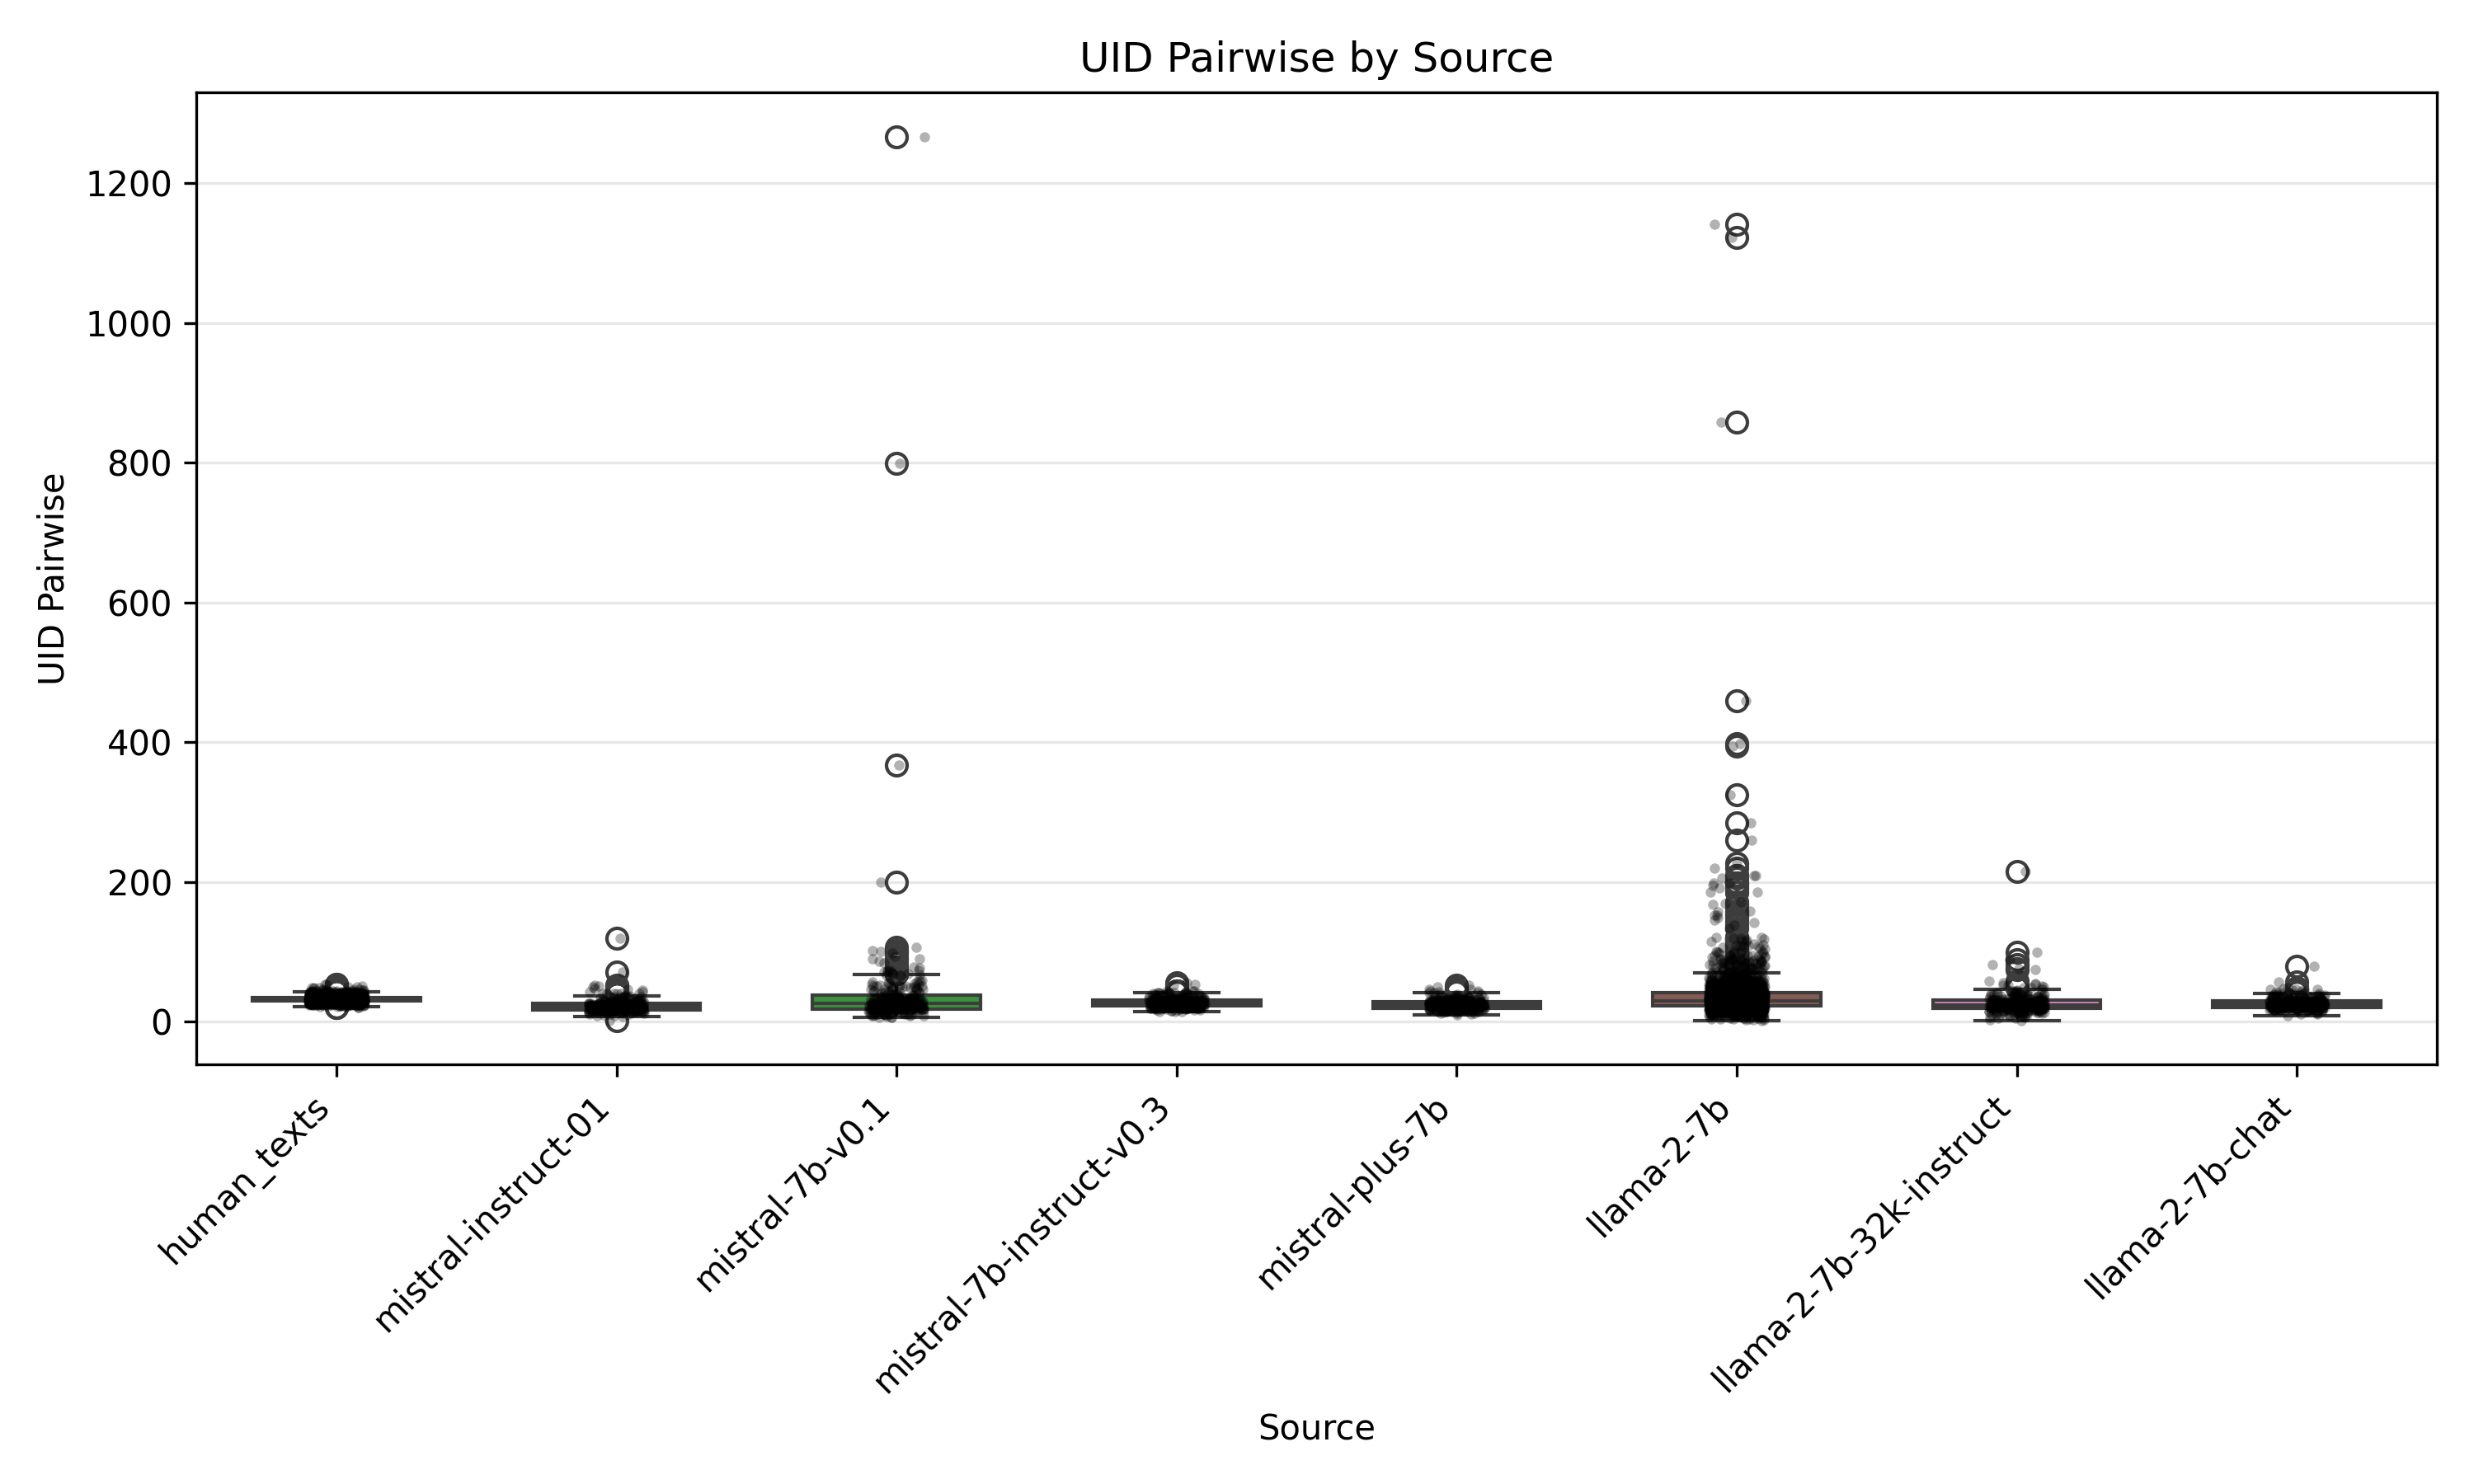 UID Pairwise by Source
UID Pairwise
1200
1000
800
600
400
200
0
human_texts
mistral-instruct-01
mistral-7b-v0.1
mistral-7b-instruct-v0.3
mistral-plus-7b
llama-2-7b
llama-2-7b-32k-instruct
llama-2-7b-chat
Source